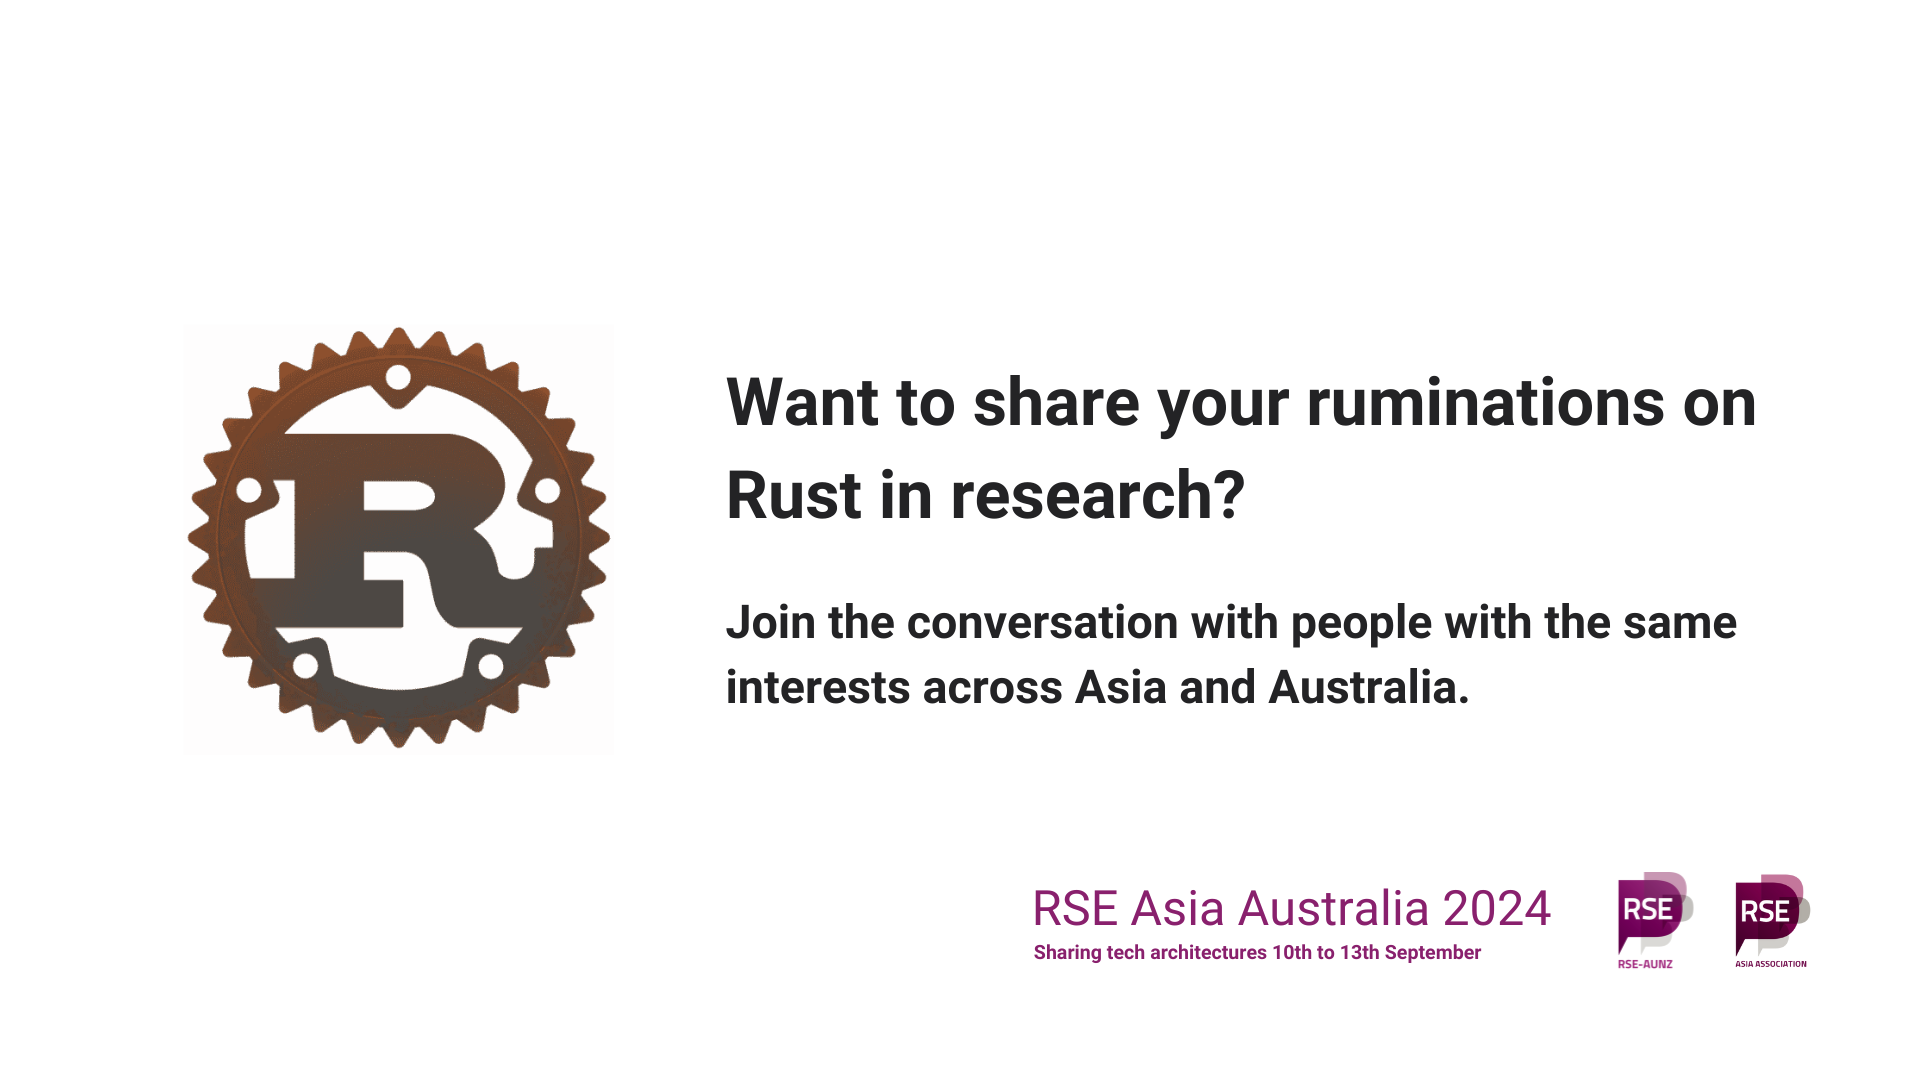 R
Want to share your ruminations on
Rust in research?
Join the conversation with people with the same
interests across Asia and Australia.
RSE Asia Australia 2024
Sharing tech architectures 10th to 13th September
RSE
RSE-AUNZ
RSE
ASIA ASSOCIATION